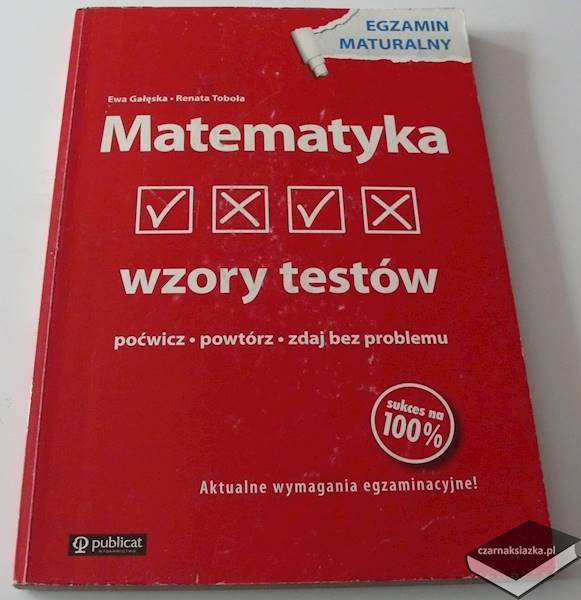 EGZAMIN
MATURALNY
Ewa Gałęska • Renata Toboła
Matematyka
wzory testów
poćwicz • powtórz • zdaj bez problemu
sukces na
100%
Aktualne wymagania egzaminacyjne!
publicat
WYDAWNICTWO
czarnaksiazka.pl